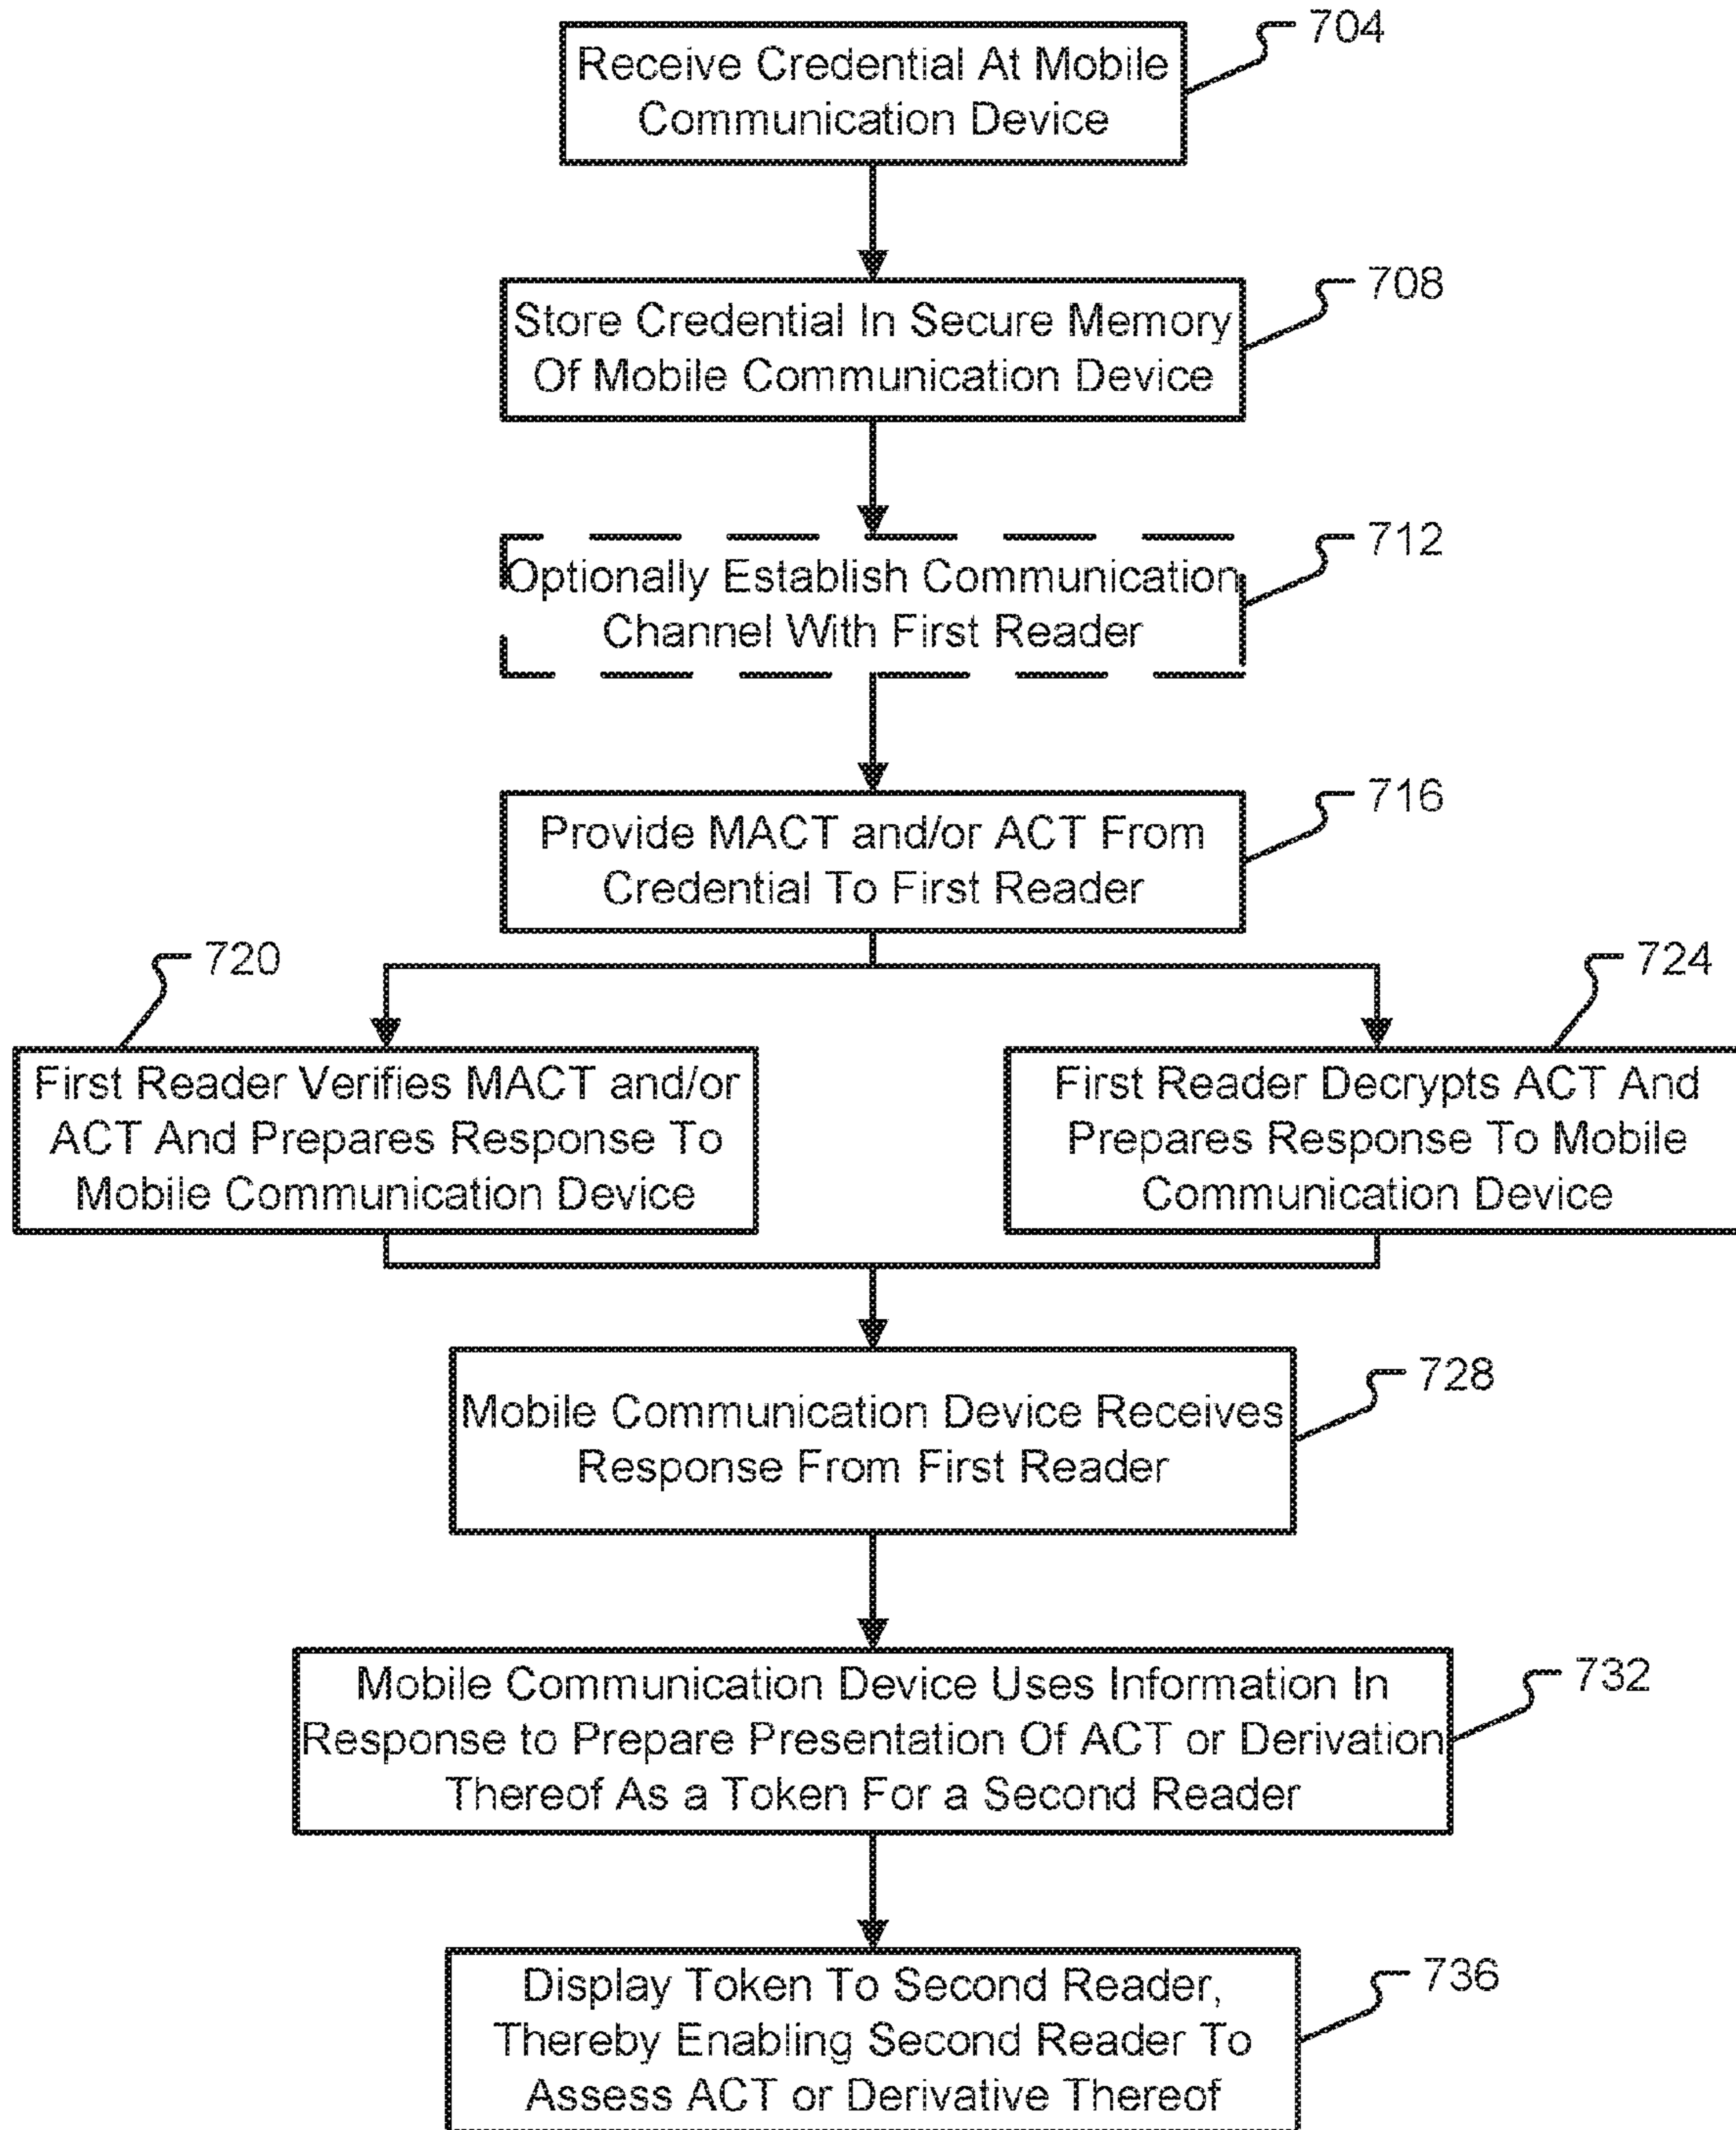 704
Receive Credential At Mobile
Communication Device
708
Store Credential In Secure Memory
Of Mobile Communication Device
712
Optionally Establish Communication
Channel With First Reader
716
Provide MACT and/or ACT From
Credential To First Reader
720
724
First Reader Verifies MACT and/or
ACT And Prepares Response To
Mobile Communication Device
First Reader Decrypts ACT And
Prepares Response To Mobile
Communication Device
728
Mobile Communication Device Receives
Response From First Reader
732
Mobile Communication Device Uses Information In
Response to Prepare Presentation Of ACT or Derivation
Thereof As a Token For a Second Reader
736
Display Token To Second Reader,
Thereby Enabling Second Reader To
Assess ACT or Derivative Thereof